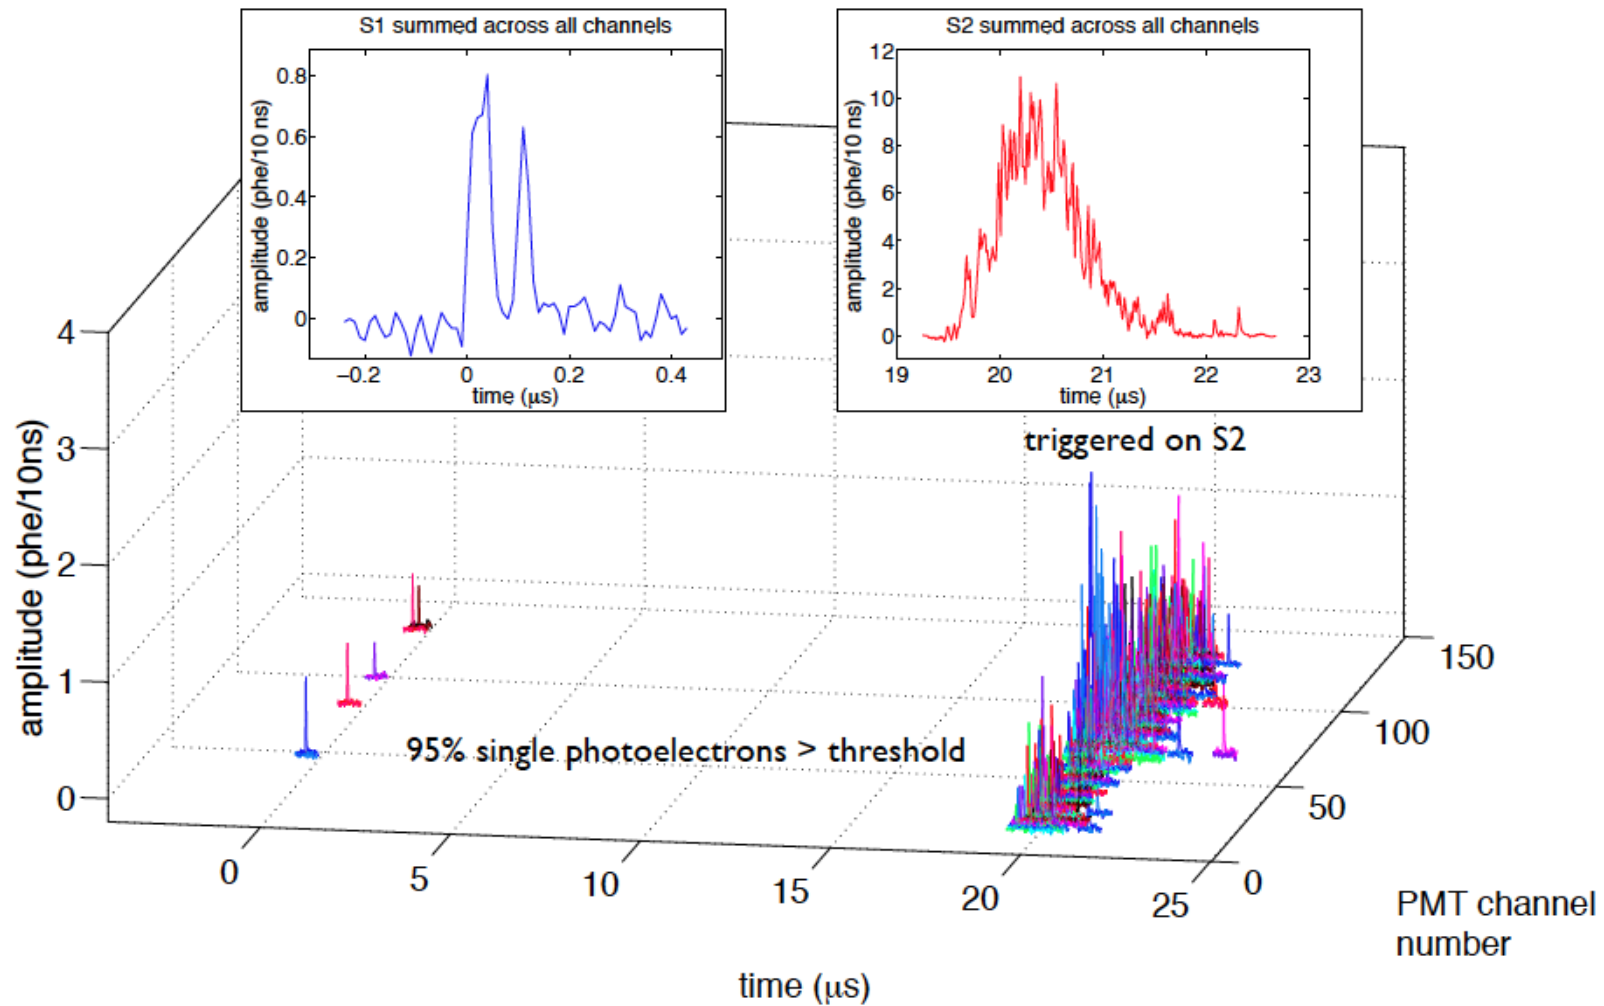 S1 summed across all channels
amplitude (phe/10 ns)
0.8
0.6
0.4
0.2
0
−0.2 0 0.2 0.4
time (μs)
S2 summed across all channels
amplitude (phe/10 ns)
12
10
8
6
4
2
0
19 20 21 22 23
time (μs)
triggered on S2
amplitude (phe/10ns)
4
3
2
1
0
95% single photoelectrons > threshold
0 5 10 15 20 25
time (μs)
150
100
50
0
PMT channel
number